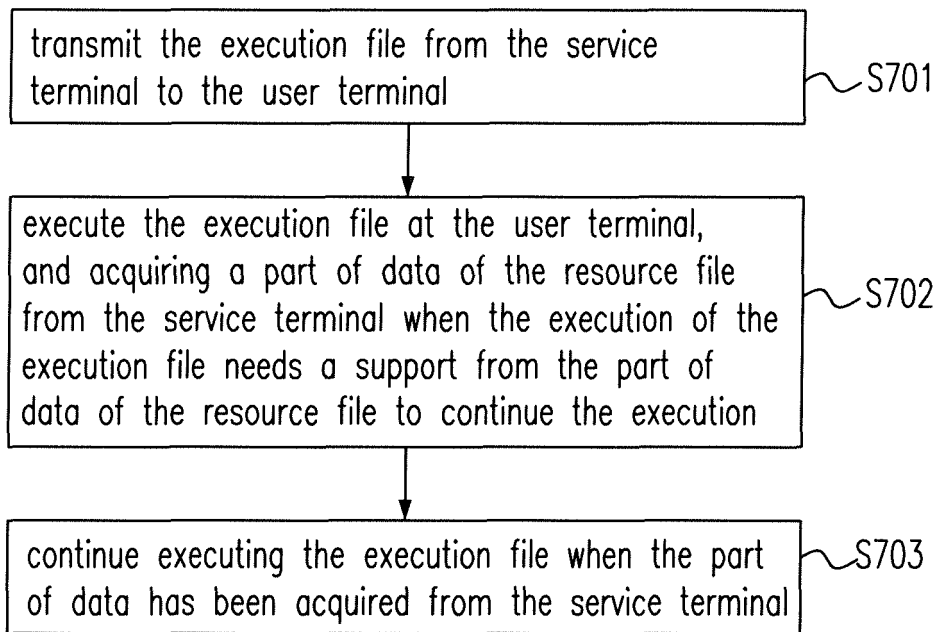 transmit the execution file from the service
terminal to the user terminal
S701
execute the execution file at the user terminal,
and acquiring a part of data of the resource file
from the service terminal when the execution of the
execution file needs a support from the part of
data of the resource file to continue the execution
S702
continue executing the execution file when the part
of data has been acquired from the service terminal
S703